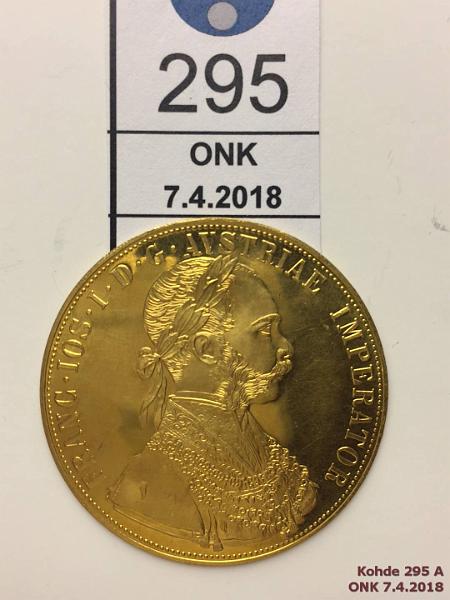 295
ONK
7.4.2018
FRANC·IOS·I·D·G·AVSTRIAE IMPERATOR
Kohde 295 A
ONK 7.4.2018